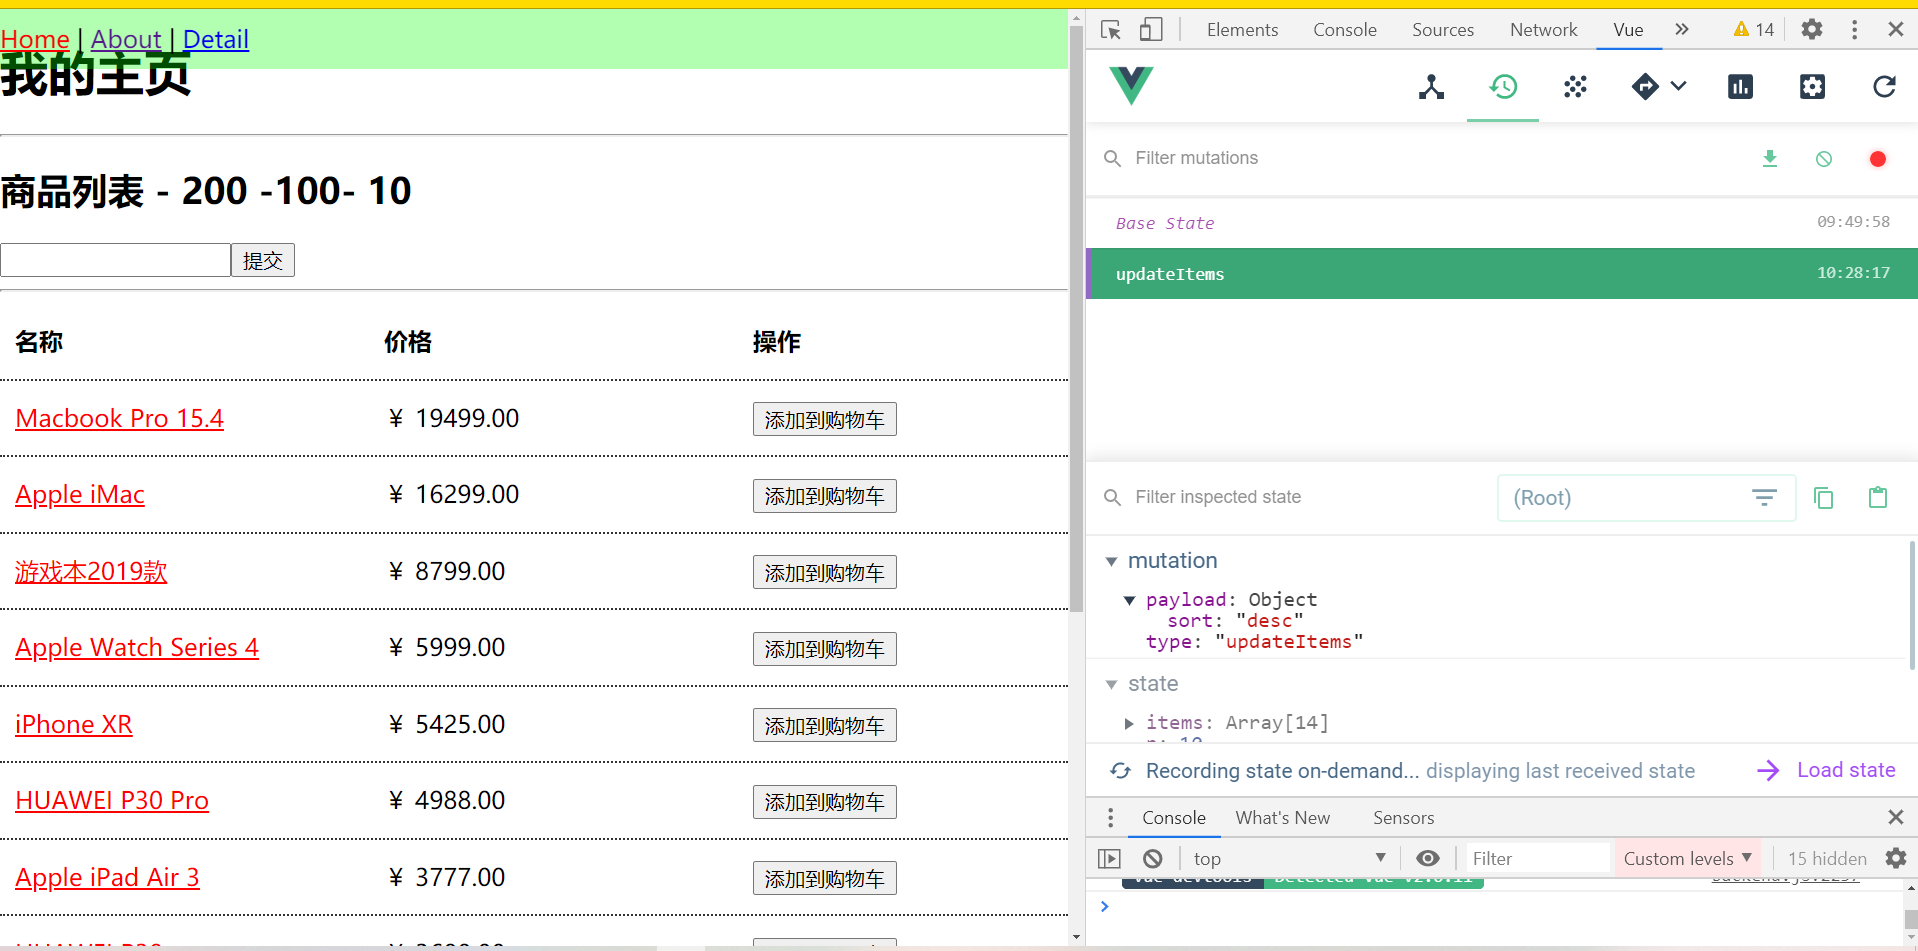 Home | About | Detail
我的主页
商品列表 - 200 -100- 10
提交
名称 价格 操作
Macbook Pro 15.4 ¥ 19499.00 添加到购物车
Apple iMac ¥ 16299.00 添加到购物车
游戏本2019款 ¥ 8799.00 添加到购物车
Apple Watch Series 4 ¥ 5999.00 添加到购物车
iPhone XR ¥ 5425.00 添加到购物车
HUAWEI P30 Pro ¥ 4988.00 添加到购物车
Apple iPad Air 3 ¥ 3777.00 添加到购物车
Elements Console Sources Network Vue 14
Filter mutations
Base State 09:49:58
updateItems 10:28:17
Filter inspected state (Root)
mutation
payload: Object
sort: "desc"
type: "updateItems"
state
items: Array[14]
Recording state on-demand... displaying last received state Load state
Console What's New Sensors
top Filter Custom levels 15 hidden